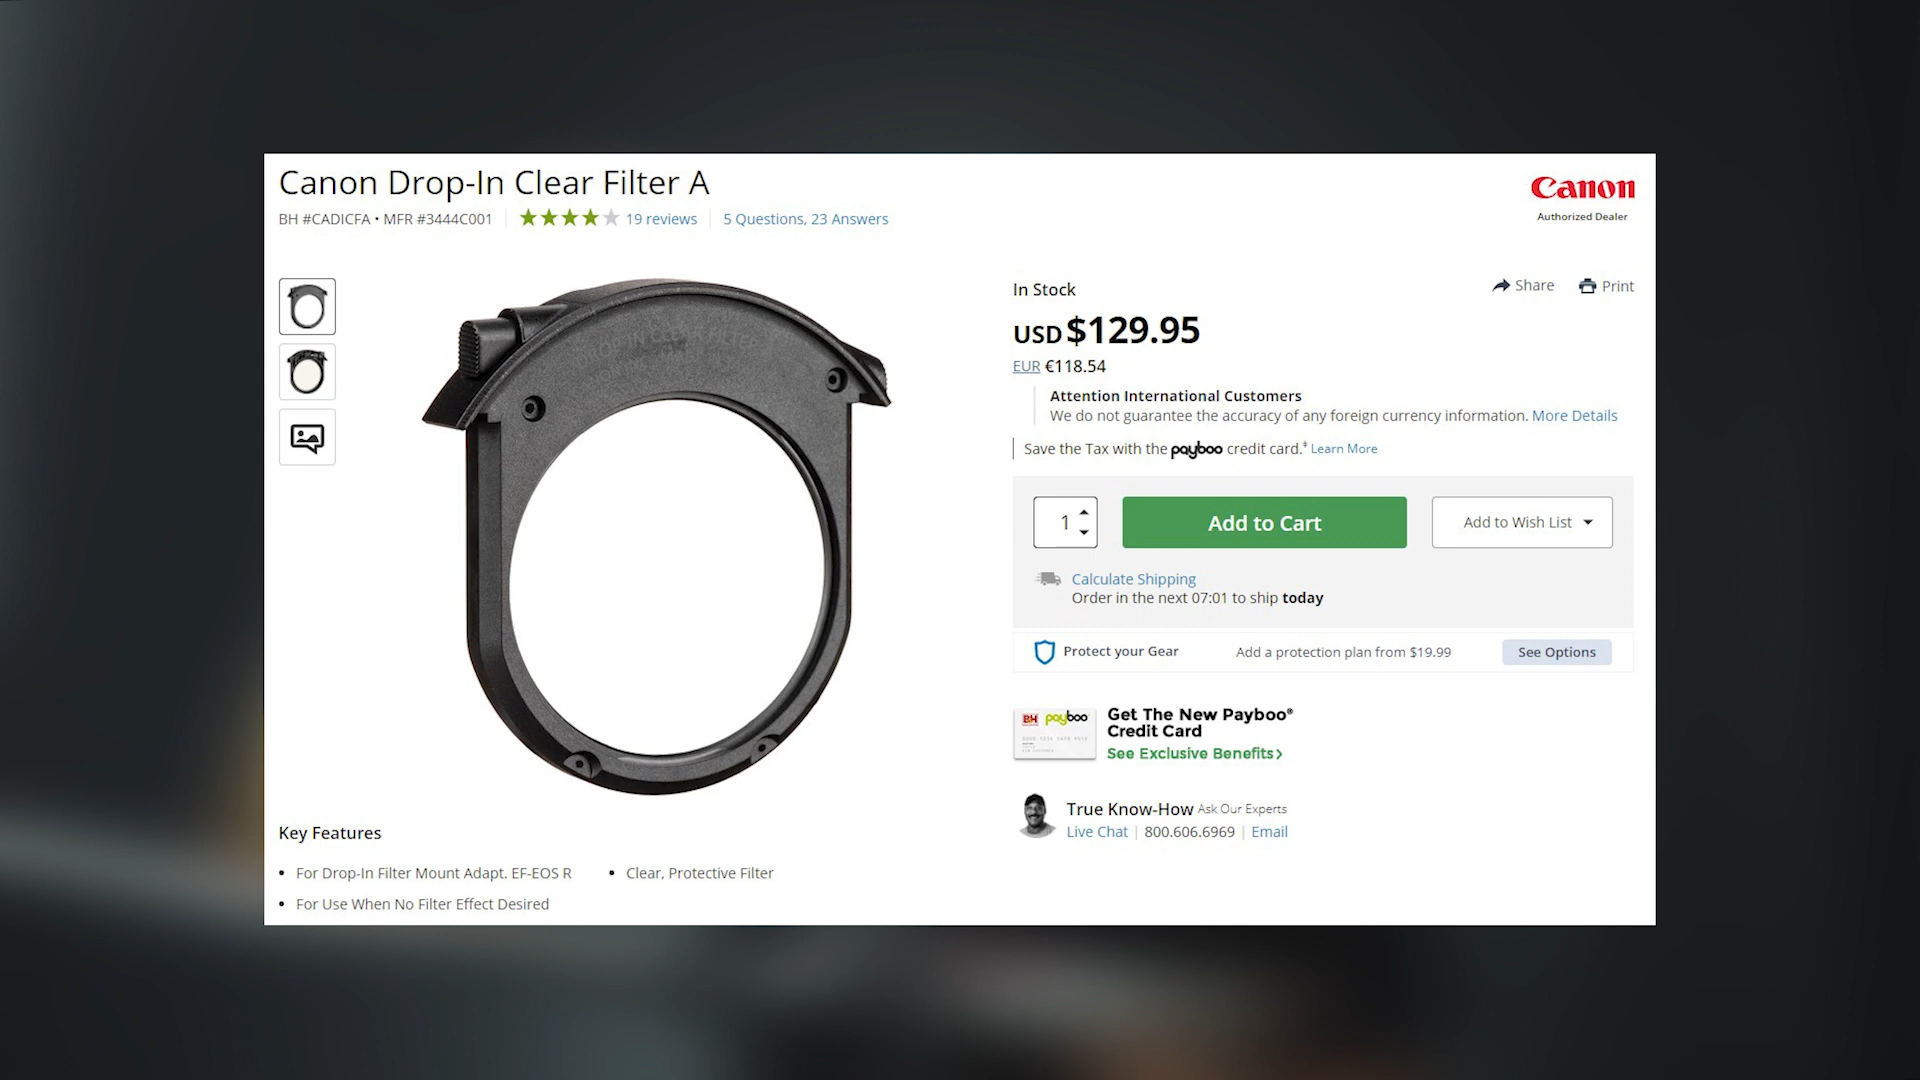 Canon Drop-In Clear Filter A
BH #CADICFA • MFR #3444C001
19 reviews
5 Questions, 23 Answers
Canon
Authorized Dealer
In Stock
Share
Print
USD $129.95
EUR €118.54
Attention International Customers
We do not guarantee the accuracy of any foreign currency information. More Details
Save the Tax with the payboo credit card.‡ Learn More
1
Add to Cart
Add to Wish List
Calculate Shipping
Order in the next 07:01 to ship today
Protect your Gear
Add a protection plan from $19.99
See Options
BH payboo
Get The New Payboo®
Credit Card
See Exclusive Benefits>
True Know-How Ask Our Experts
Live Chat | 800.606.6969 | Email
Key Features
• For Drop-In Filter Mount Adapt. EF-EOS R
• Clear, Protective Filter
• For Use When No Filter Effect Desired